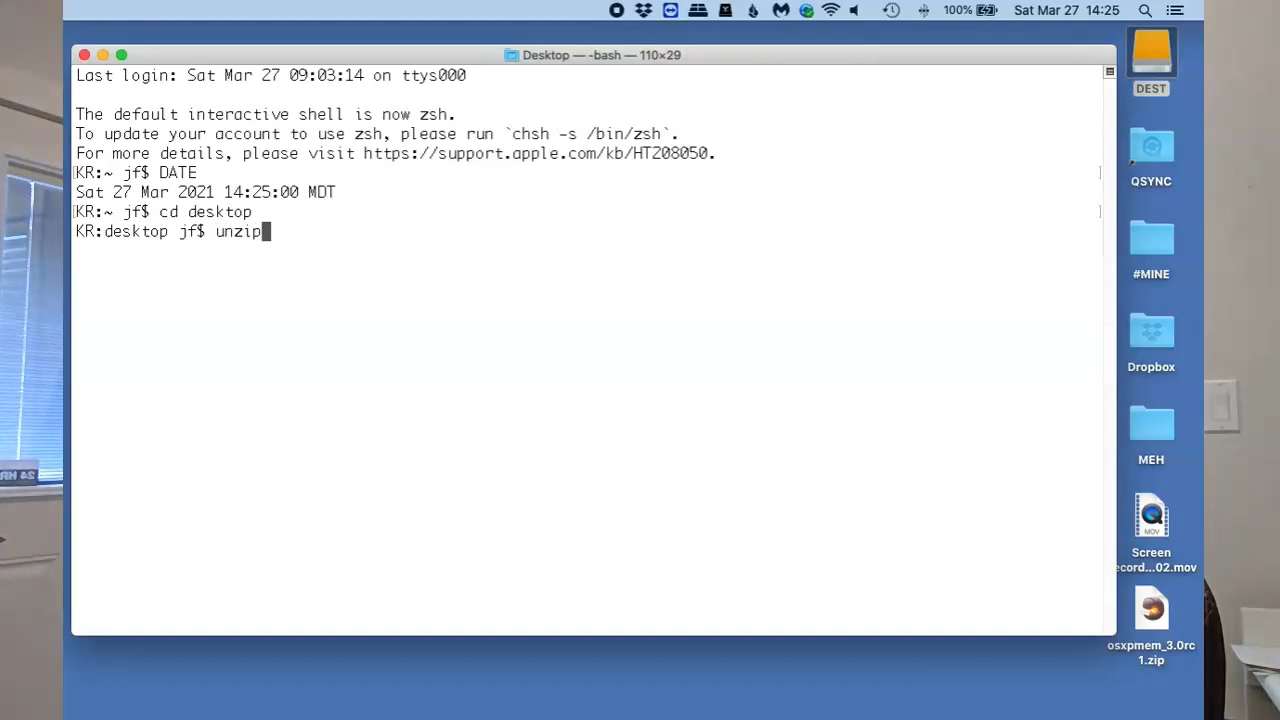 100% Sat Mar 27 14:25
Desktop — -bash — 110×29
Last login: Sat Mar 27 09:03:14 on ttys000
The default interactive shell is now zsh.
To update your account to use zsh, please run `chsh -s /bin/zsh`.
For more details, please visit https://support.apple.com/kb/HT208050.
[KR:~ jf$ DATE ]
Sat 27 Mar 2021 14:25:00 MDT
[KR:~ jf$ cd desktop ]
KR:desktop jf$ unzip
DEST
QSYNC
#MINE
Dropbox
MEH
MOV
Screen
ecord...02.mov
osxpmem_3.0rc
1.zip